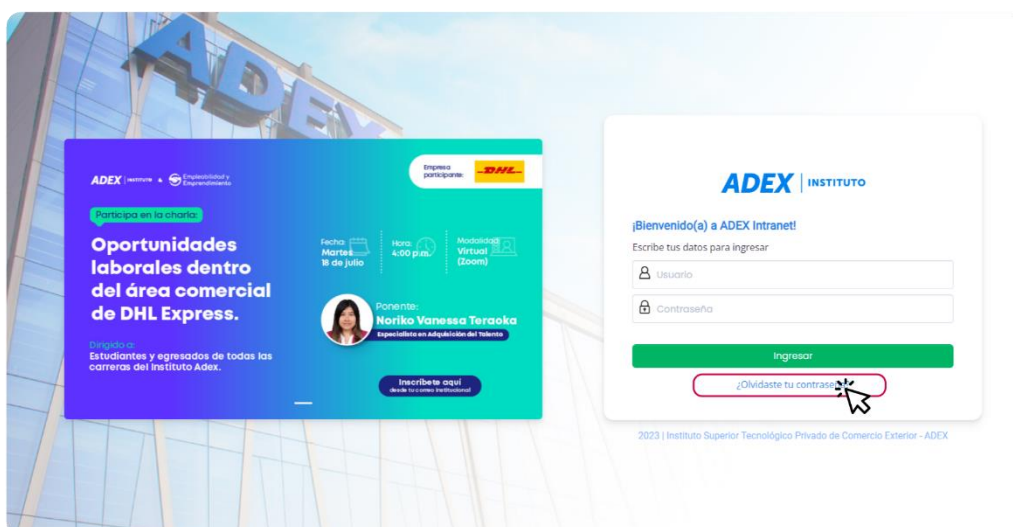 ADEX
ADEX | INSTITUTO & Empleabilidad y
Emprendimiento
Empresa
participante:
DHL
Participa en la charla:
Oportunidades
laborales dentro
del área comercial
de DHL Express.
Fecha:
Martes
18 de julio
Hora:
4:00 p.m.
Modalidad:
Virtual
(Zoom)
Ponente:
Noriko Vanessa Teraoka
Especialista en Adquisición del Talento
Dirigido a:
Estudiantes y egresados de todas las
carreras del Instituto Adex.
Inscríbete aquí
desde tu correo institucional
ADEX | INSTITUTO
¡Bienvenido(a) a ADEX Intranet!
Escribe tus datos para ingresar
Usuario
Contraseña
Ingresar
¿Olvidaste tu contraseña?
2023 | Instituto Superior Tecnológico Privado de Comercio Exterior - ADEX